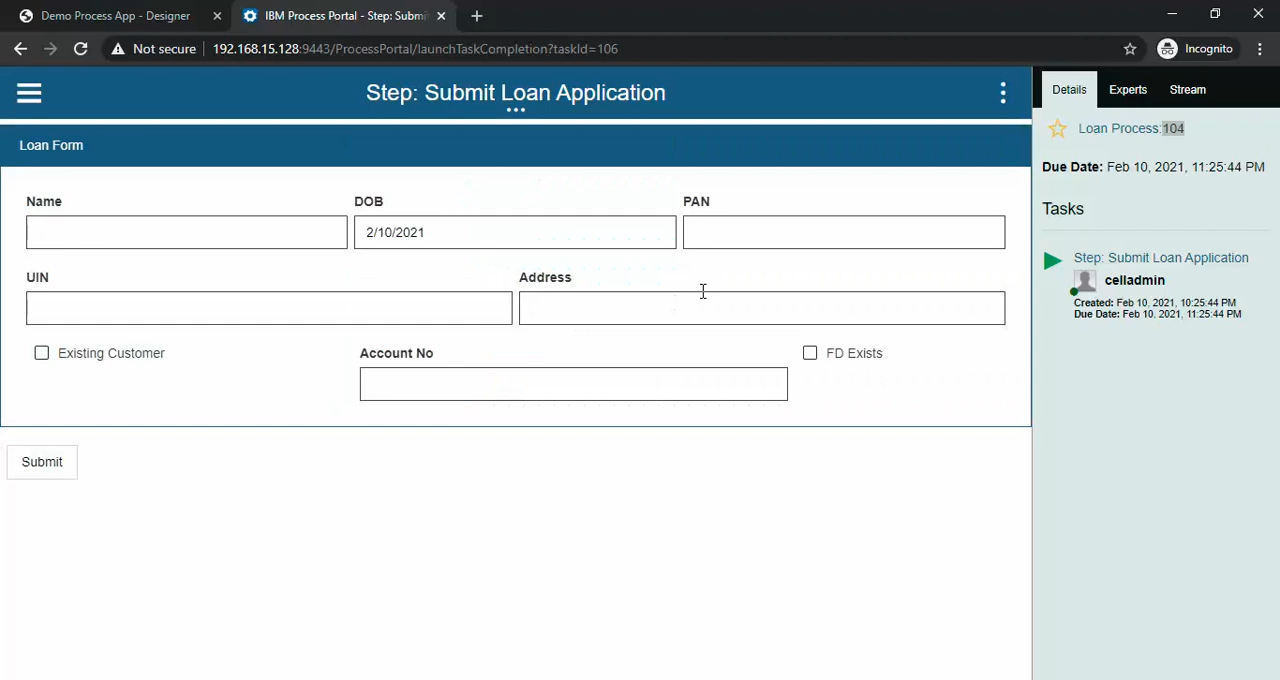 Demo Process App - Designer
IBM Process Portal - Step: Submi
Not secure
192.168.15.128:9443/ProcessPortal/launchTaskCompletion?taskId=106
Incognito
Step: Submit Loan Application
Details
Experts
Stream
Loan Form
Loan Process:104
Due Date: Feb 10, 2021, 11:25:44 PM
Tasks
Step: Submit Loan Application
celladmin
Created: Feb 10, 2021, 10:25:44 PM
Due Date: Feb 10, 2021, 11:25:44 PM
Name
DOB
PAN
2/10/2021
UIN
Address
Existing Customer
Account No
FD Exists
Submit